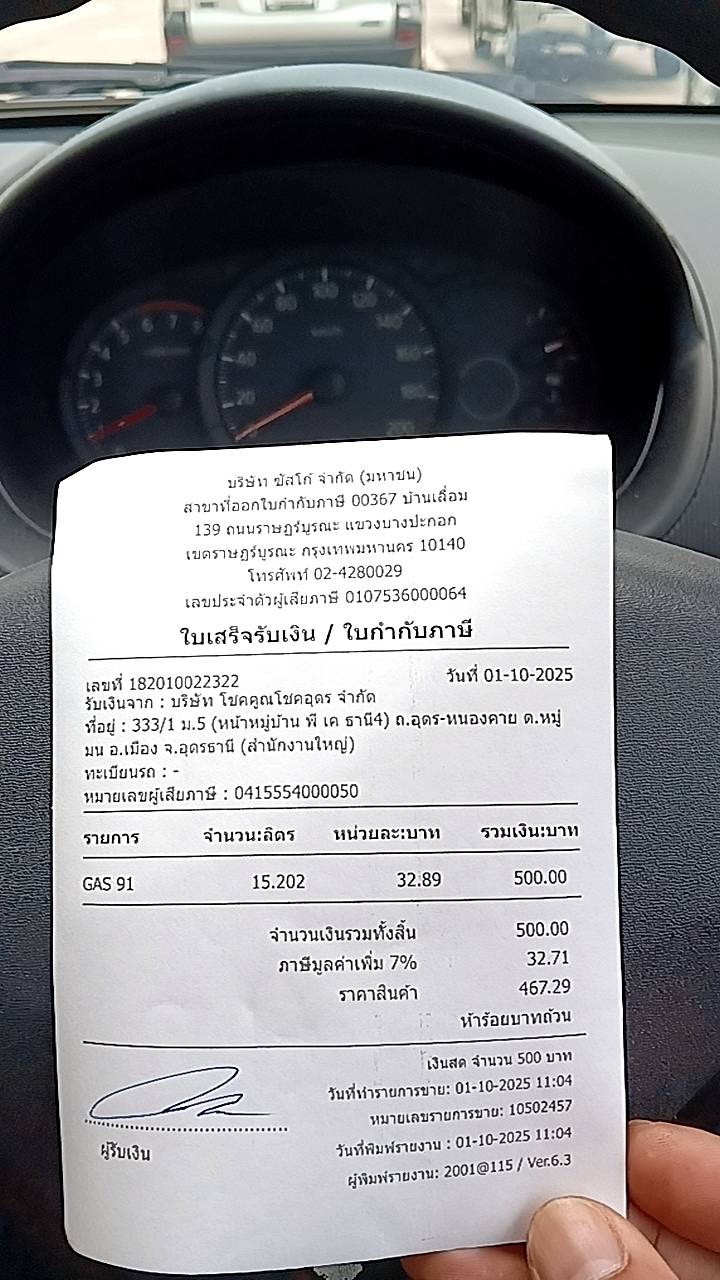 บริษัท ซัสโก้ จำกัด (มหาชน)
สาขาที่ออกใบกำกับภาษี 00367 บ้านเลื่อม
139 ถนนราษฎร์บูรณะ แขวงบางปะกอก
เขตราษฎร์บูรณะ กรุงเทพมหานคร 10140
โทรศัพท์ 02-4280029
เลขประจำตัวผู้เสียภาษี 0107536000064
ใบเสร็จรับเงิน / ใบกำกับภาษี
เลขที่ 182010022322 วันที่ 01-10-2025
รับเงินจาก : บริษัท โชคคูณโชคอุดร จำกัด
ที่อยู่ : 333/1 ม.5 (หน้าหมู่บ้าน พี เค ธานี4) ถ.อุดร-หนองคาย ต.หมู
มน อ.เมือง จ.อุดรธานี (สำนักงานใหญ่)
ทะเบียนรถ : -
หมายเลขผู้เสียภาษี : 0415554000050
รายการ จำนวน:ลิตร หน่วยละ:บาท รวมเงิน:บาท
GAS 91 15.202 32.89 500.00
จำนวนเงินรวมทั้งสิ้น 500.00
ภาษีมูลค่าเพิ่ม 7% 32.71
ราคาสินค้า 467.29
ห้าร้อยบาทถ้วน
เงินสด จำนวน 500 บาท
วันที่ทำรายการขาย: 01-10-2025 11:04
หมายเลขรายการขาย: 10502457
วันที่พิมพ์รายงาน : 01-10-2025 11:04
ผู้พิมพ์รายงาน: 2001@115 / Ver.6.3
ผู้รับเงิน